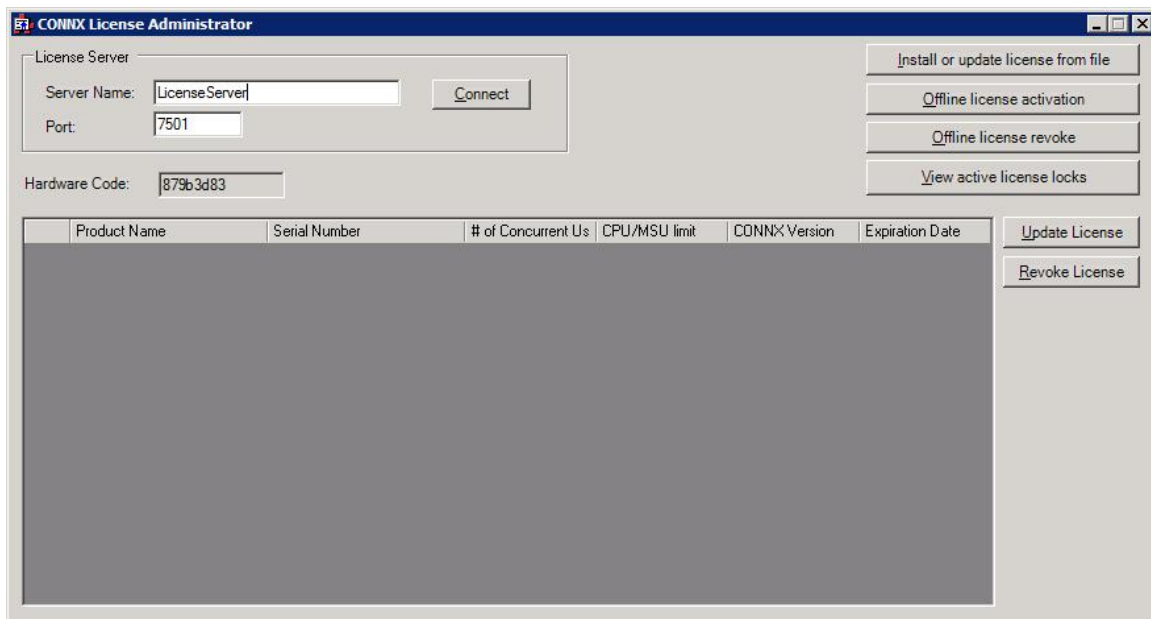 CONNX License Administrator
License Server
Server Name: LicenseServer Connect
Port: 7501
Hardware Code: 879b3d83
Install or update license from file
Offline license activation
Offline license revoke
View active license locks
Product Name Serial Number # of Concurrent Us CPU/MSU limit CONNX Version Expiration Date
Update License
Revoke License